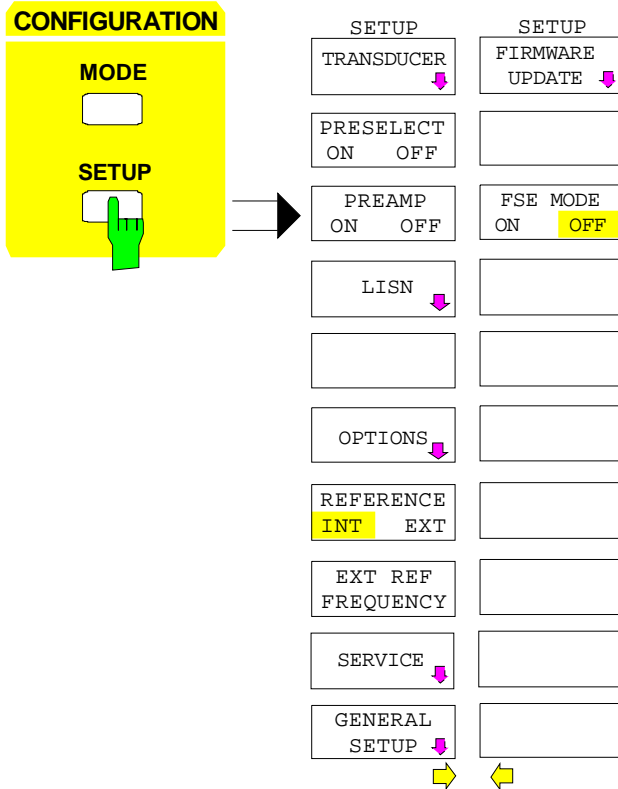 CONFIGURATION
MODE
SETUP
SETUP
TRANSDUCER
PRESELECT
ON OFF
PREAMP
ON OFF
LISN
OPTIONS
REFERENCE
INT EXT
EXT REF
FREQUENCY
SERVICE
GENERAL
SETUP
SETUP
FIRMWARE
UPDATE
FSE MODE
ON OFF